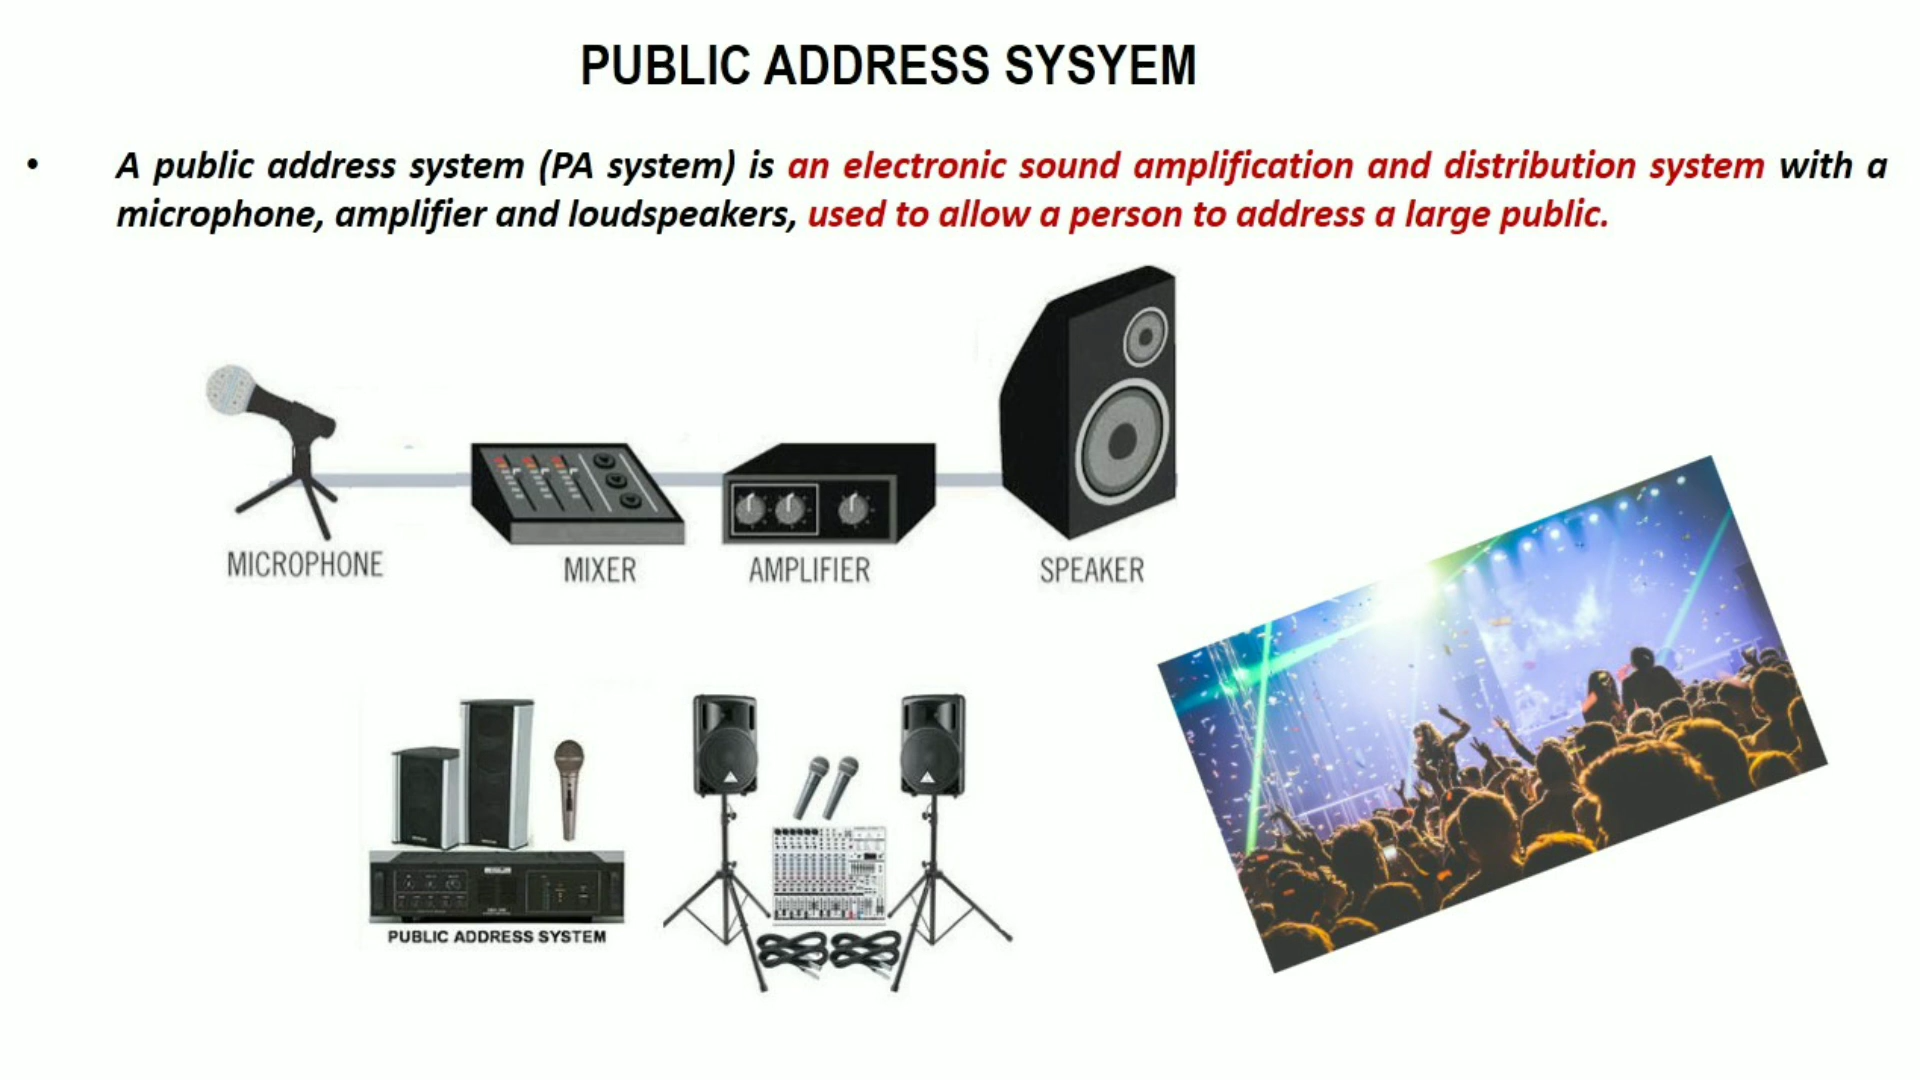 PUBLIC ADDRESS SYSYEM
• A public address system (PA system) is an electronic sound amplification and distribution system with a
microphone, amplifier and loudspeakers, used to allow a person to address a large public.
MICROPHONE
MIXER
AMPLIFIER
SPEAKER
PUBLIC ADDRESS SYSTEM